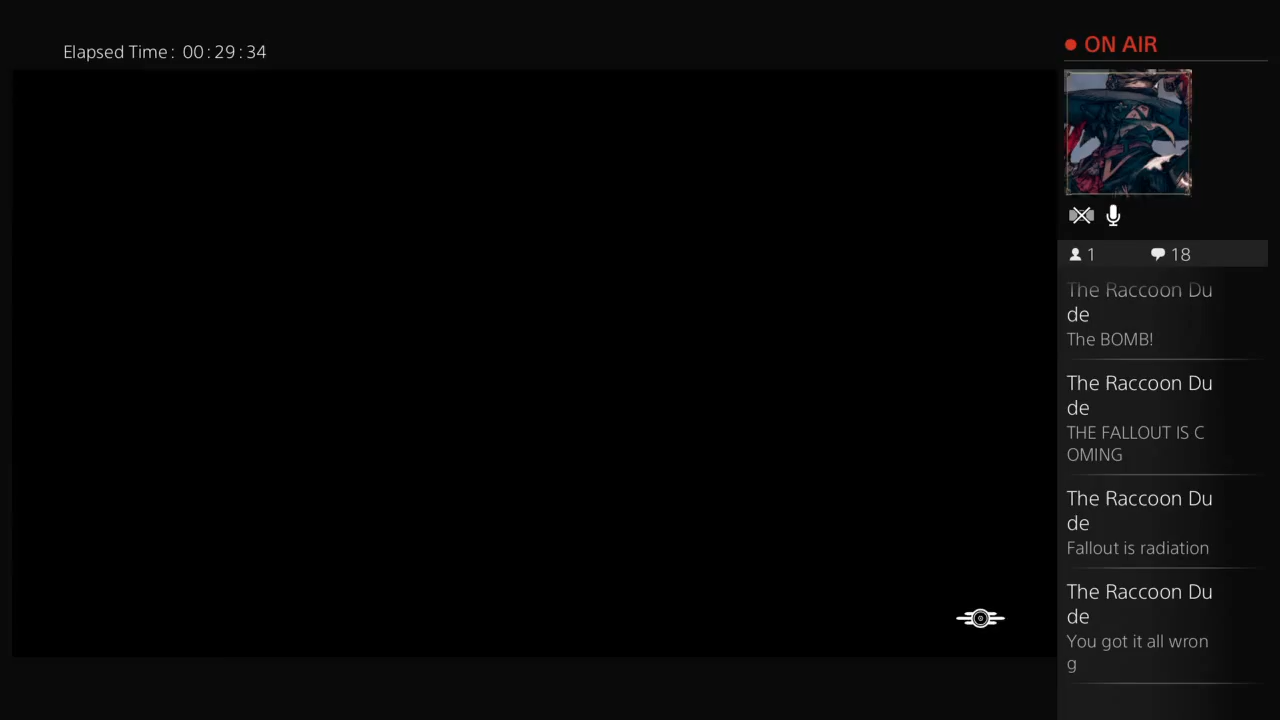 Elapsed Time: 00:29:34
ON AIR
1 18
The Raccoon Du
de
The BOMB!
The Raccoon Du
de
THE FALLOUT IS C
OMING
The Raccoon Du
de
Fallout is radiation
The Raccoon Du
de
You got it all wron
g